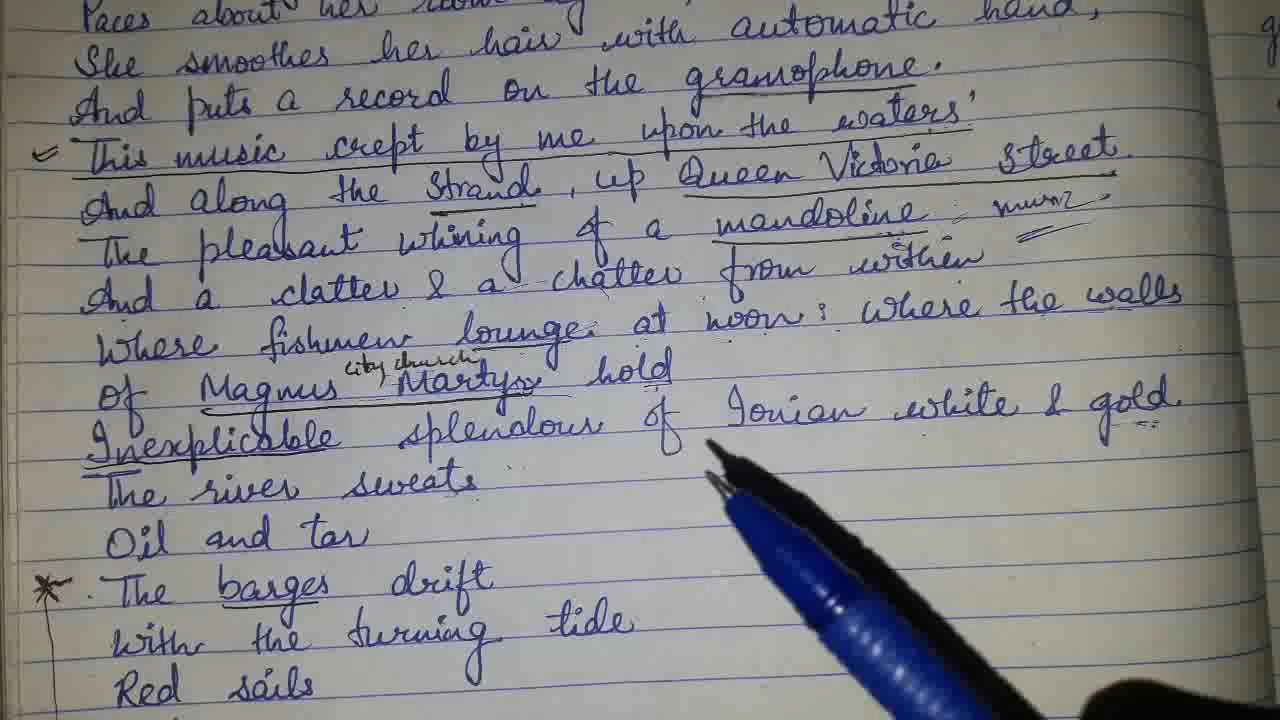 Paces about her
She smoothes her hair with automatic hand,
And puts a record on the gramophone.
This music crept by me upon the waters'
And along the Strand, up Queen Victoria street.
The pleasant whining of a mandoline
And a clatter & a chatter from within
Where fishmen lounge at noon: where the walls
city church
Of Magnus Martyr hold
Inexplicable splendour of Ionian white & gold.
The river sweats
Oil and tar
The barges drift
With the turning tide
Red sails